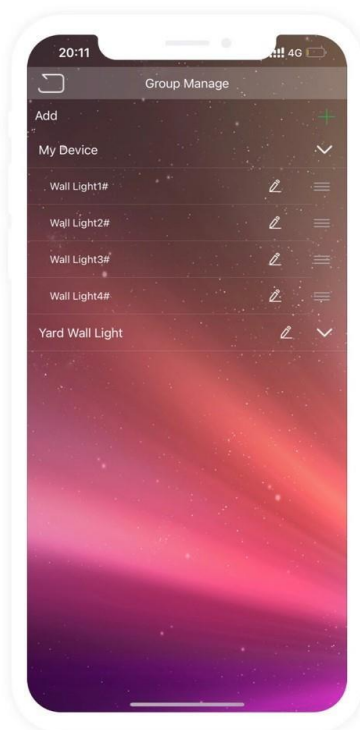 20:11 4G
Group Manage
Add
My Device
Wall Light1#
Wall Light2#
Wall Light3#
Wall Light4#
Yard Wall Light